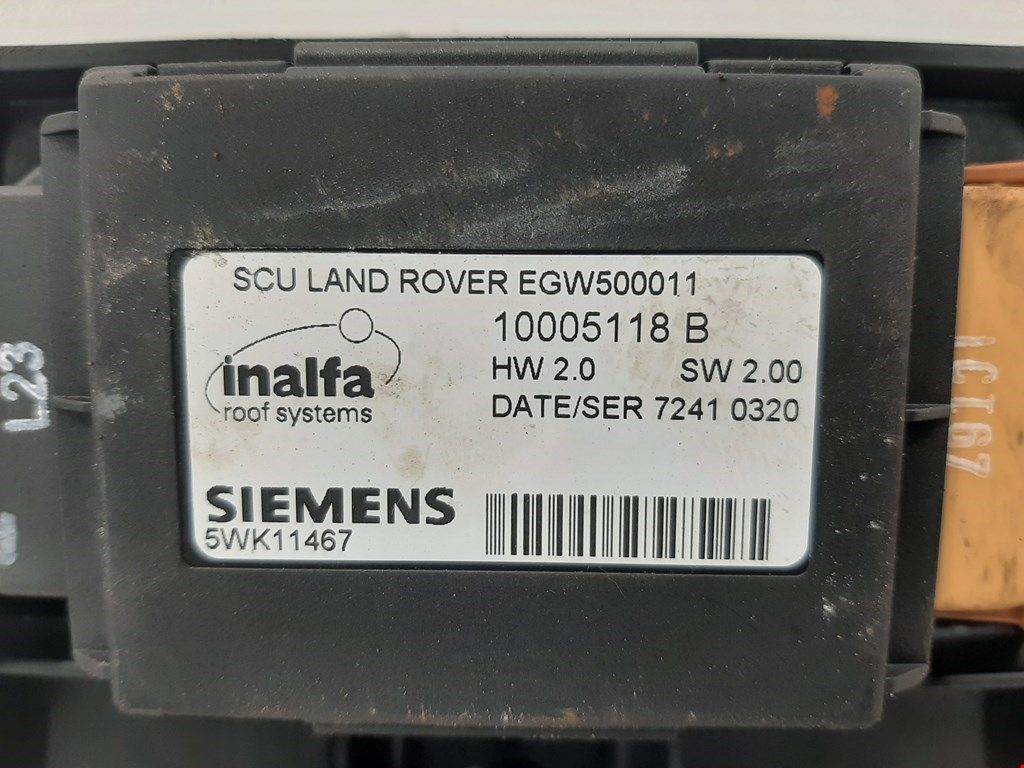 SCU LAND ROVER EGW500011
10005118 B
inalfa
roof systems
HW 2.0 SW 2.00
DATE/SER 7241 0320
SIEMENS
5WK11467
L23